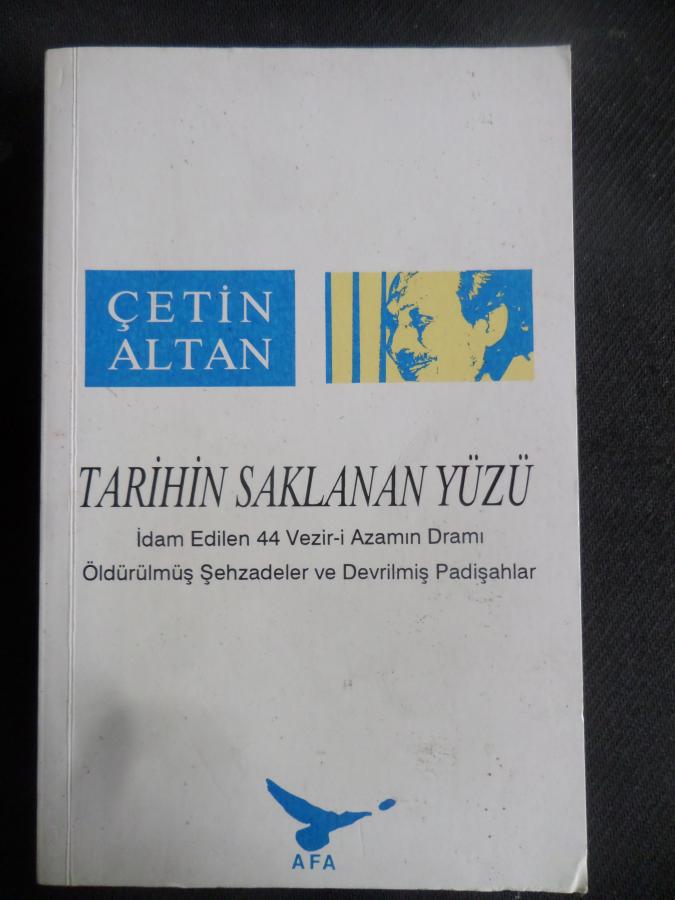 ÇETİN
ALTAN
TARİHİN SAKLANAN YÜZÜ
İdam Edilen 44 Vezir-i Azamın Dramı
Öldürülmüş Şehzadeler ve Devrilmiş Padişahlar
AFA